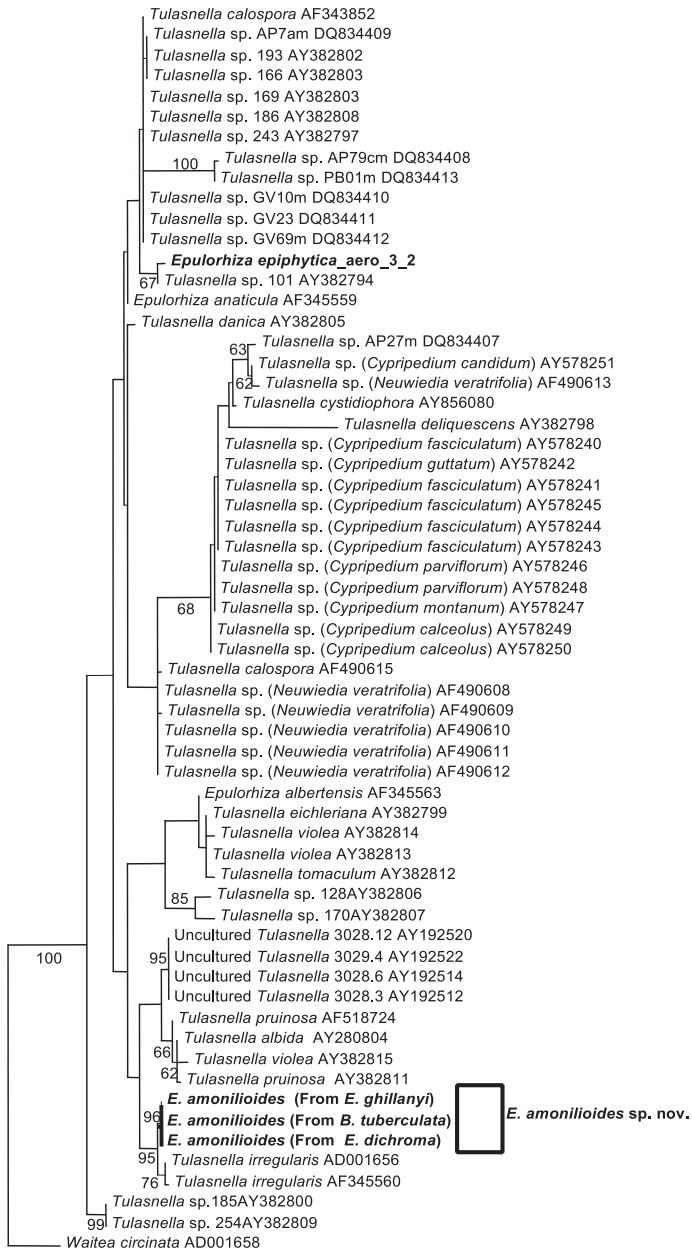 Tulasnella calospora AF343852
Tulasnella sp. AP7am DQ834409
Tulasnella sp. 193 AY382802
Tulasnella sp. 166 AY382803
Tulasnella sp. 169 AY382803
Tulasnella sp. 186 AY382808
Tulasnella sp. 243 AY382797
Tulasnella sp. AP79cm DQ834408
100
Tulasnella sp. PB01m DQ834413
Tulasnella sp. GV10m DQ834410
Tulasnella sp. GV23 DQ834411
Tulasnella sp. GV69m DQ834412
Epulorhiza epiphytica_aero_3_2
67
Tulasnella sp. 101 AY382794
Epulorhiza anaticula AF345559
Tulasnella danica AY382805
Tulasnella sp. AP27m DQ834407
63
Tulasnella sp. (Cypripedium candidum) AY578251
62
Tulasnella sp. (Neuwiedia veratrifolia) AF490613
Tulasnella cystidiophora AY856080
Tulasnella deliquescens AY382798
Tulasnella sp. (Cypripedium fasciculatum) AY578240
Tulasnella sp. (Cypripedium guttatum) AY578242
Tulasnella sp. (Cypripedium fasciculatum) AY578241
Tulasnella sp. (Cypripedium fasciculatum) AY578245
Tulasnella sp. (Cypripedium fasciculatum) AY578244
Tulasnella sp. (Cypripedium fasciculatum) AY578243
Tulasnella sp. (Cypripedium parviflorum) AY578246
Tulasnella sp. (Cypripedium parviflorum) AY578248
68
Tulasnella sp. (Cypripedium montanum) AY578247
Tulasnella sp. (Cypripedium calceolus) AY578249
Tulasnella sp. (Cypripedium calceolus) AY578250
Tulasnella calospora AF490615
Tulasnella sp. (Neuwiedia veratrifolia) AF490608
Tulasnella sp. (Neuwiedia veratrifolia) AF490609
Tulasnella sp. (Neuwiedia veratrifolia) AF490610
Tulasnella sp. (Neuwiedia veratrifolia) AF490611
Tulasnella sp. (Neuwiedia veratrifolia) AF490612
Epulorhiza albertensis AF345563
Tulasnella eichleriana AY382799
Tulasnella violea AY382814
Tulasnella violea AY382813
Tulasnella tomaculum AY382812
85
Tulasnella sp. 128AY382806
Tulasnella sp. 170AY382807
Uncultured Tulasnella 3028.12 AY192520
95
Uncultured Tulasnella 3029.4 AY192522
100
Uncultured Tulasnella 3028.6 AY192514
Uncultured Tulasnella 3028.3 AY192512
Tulasnella pruinosa AF518724
Tulasnella albida AY280804
66
Tulasnella violea AY382815
62
Tulasnella pruinosa AY382811
E. amonilioides (From E. ghillanyi)
96
E. amonilioides (From B. tuberculata)
E. amonilioides sp. nov.
E. amonilioides (From E. dichroma)
95
Tulasnella irregularis AD001656
76
Tulasnella irregularis AF345560
Tulasnella sp.185AY382800
99
Tulasnella sp. 254AY382809
Waitea circinata AD001658